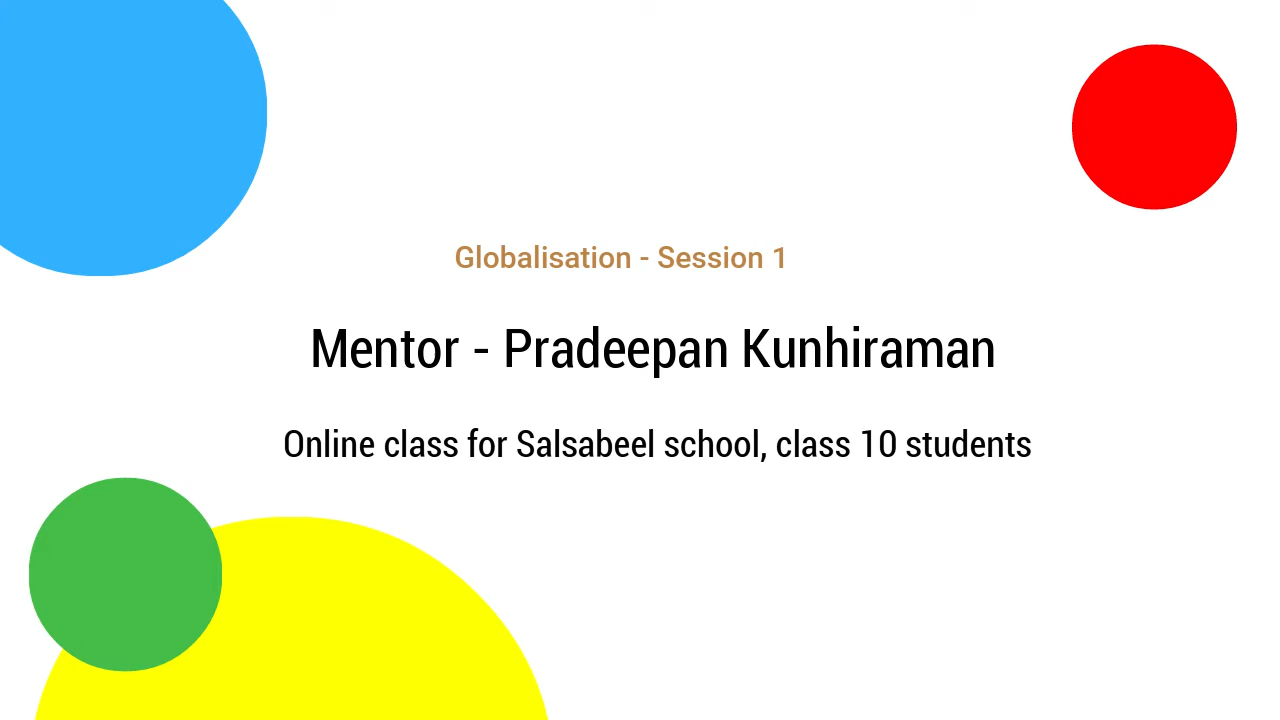 Globalisation - Session 1
Mentor - Pradeepan Kunhiraman
Online class for Salsabeel school, class 10 students